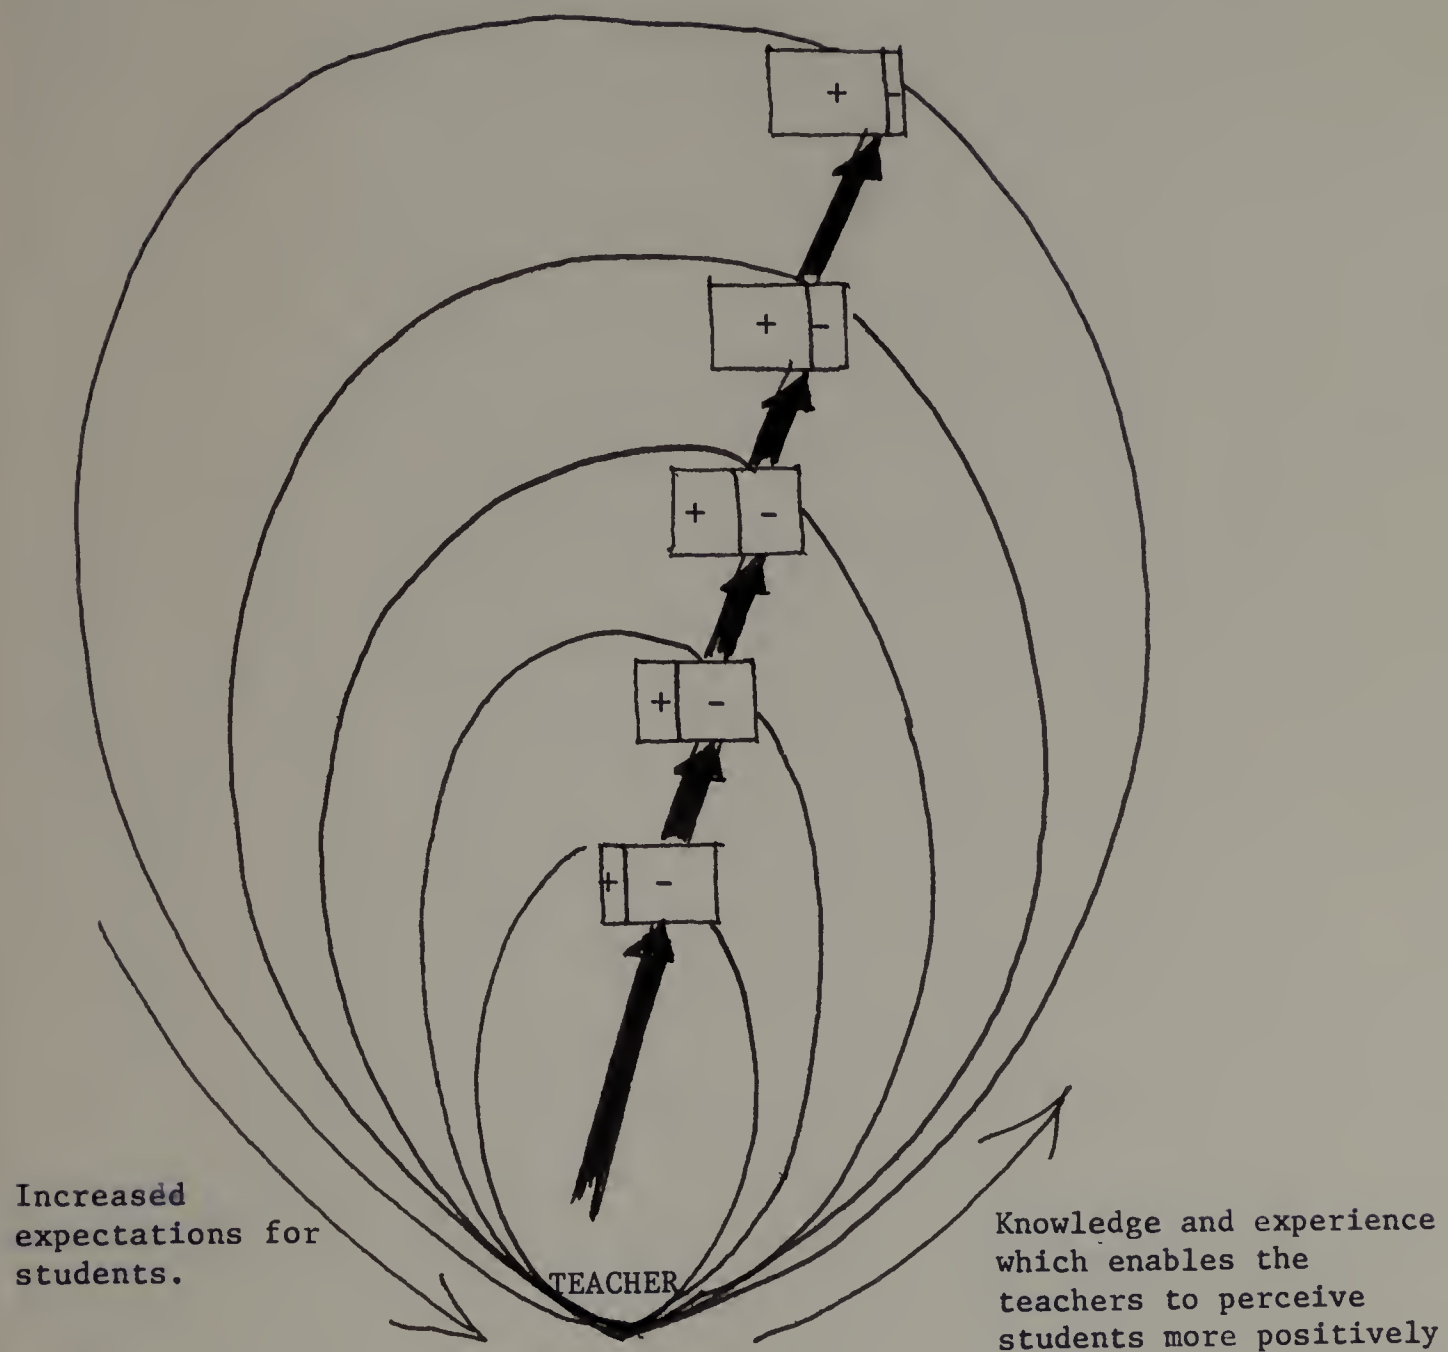 + -
+ -
+ -
+ -
+ -
TEACHER
Increased
expectations for
students.
Knowledge and experience
which enables the
teachers to perceive
students more positively